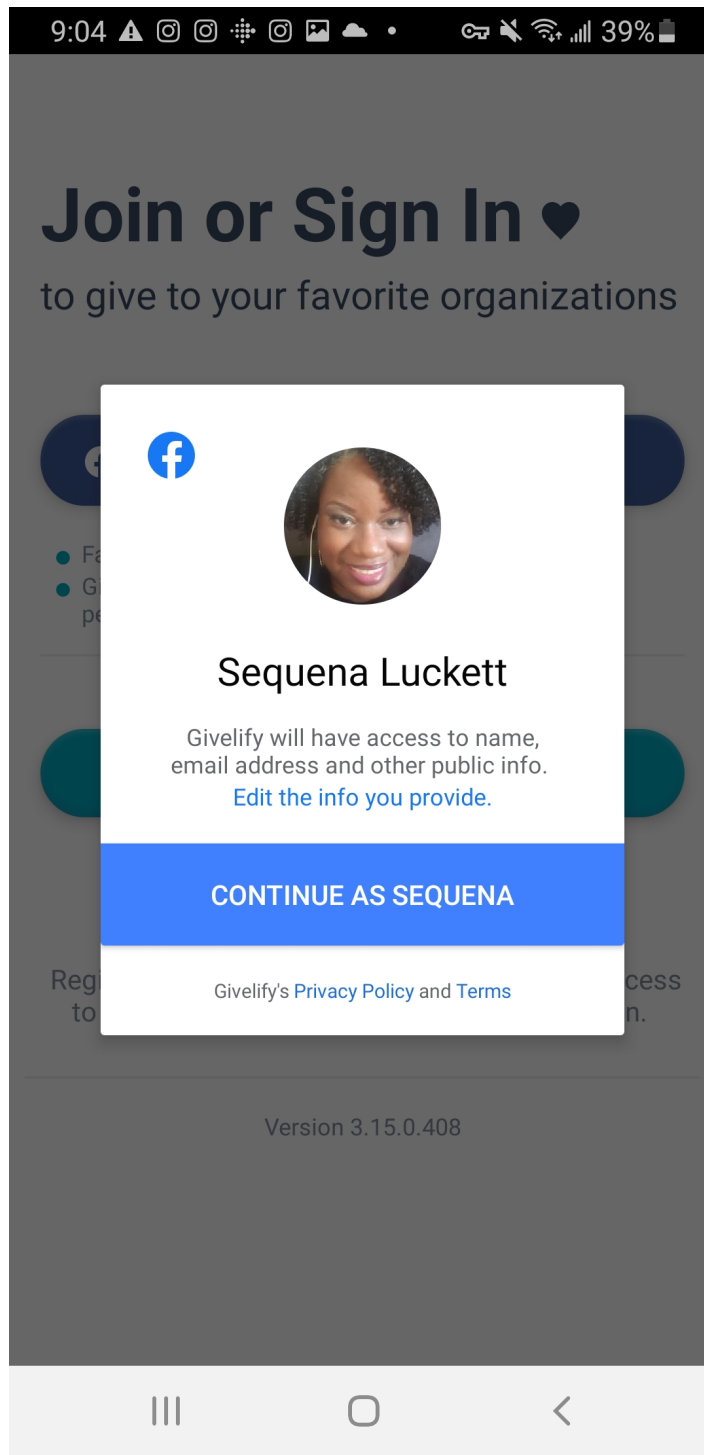 9:04
39%
Join or Sign In
to give to your favorite organizations
Sequena Luckett
Givelify will have access to name,
email address and other public info.
Edit the info you provide.
CONTINUE AS SEQUENA
Givelify's Privacy Policy and Terms
to
Version 3.15.0.408